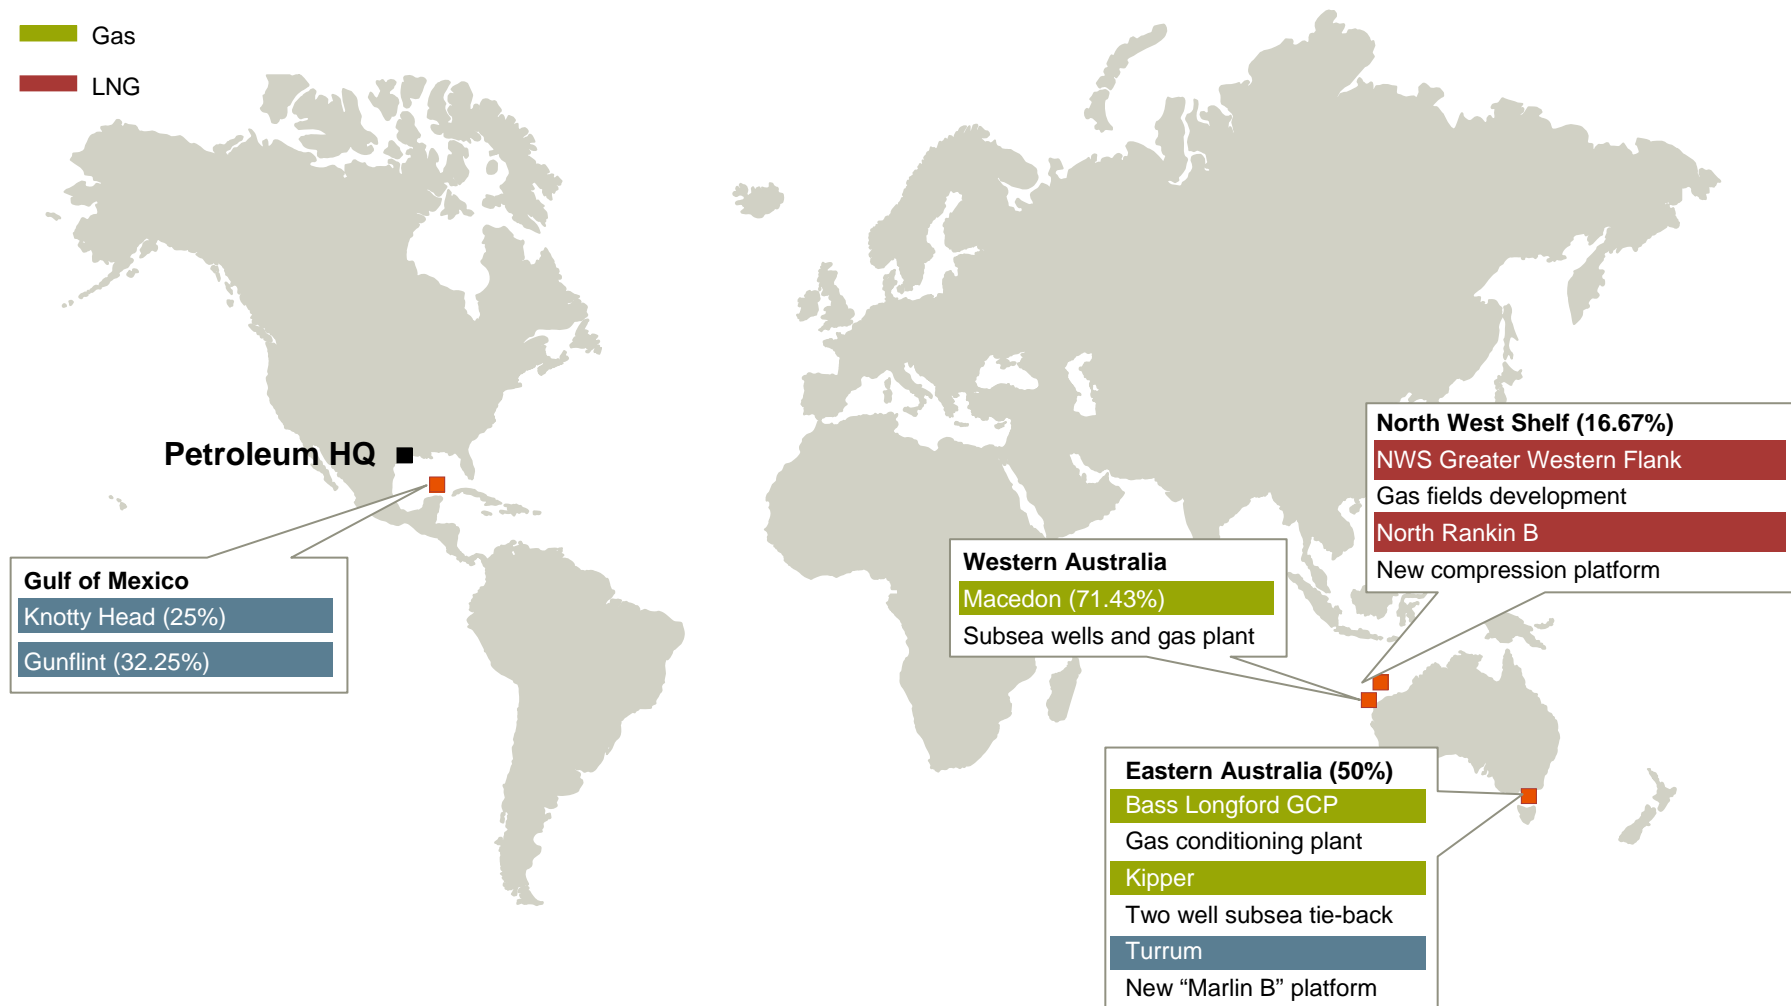 Gas
LNG
Petroleum HQ
Gulf of Mexico
Knotty Head (25%)
Gunflint (32.25%)
Western Australia
Macedon (71.43%)
Subsea wells and gas plant
North West Shelf (16.67%)
NWS Greater Western Flank
Gas fields development
North Rankin B
New compression platform
Eastern Australia (50%)
Bass Longford GCP
Gas conditioning plant
Kipper
Two well subsea tie-back
Turrum
New “Marlin B” platform